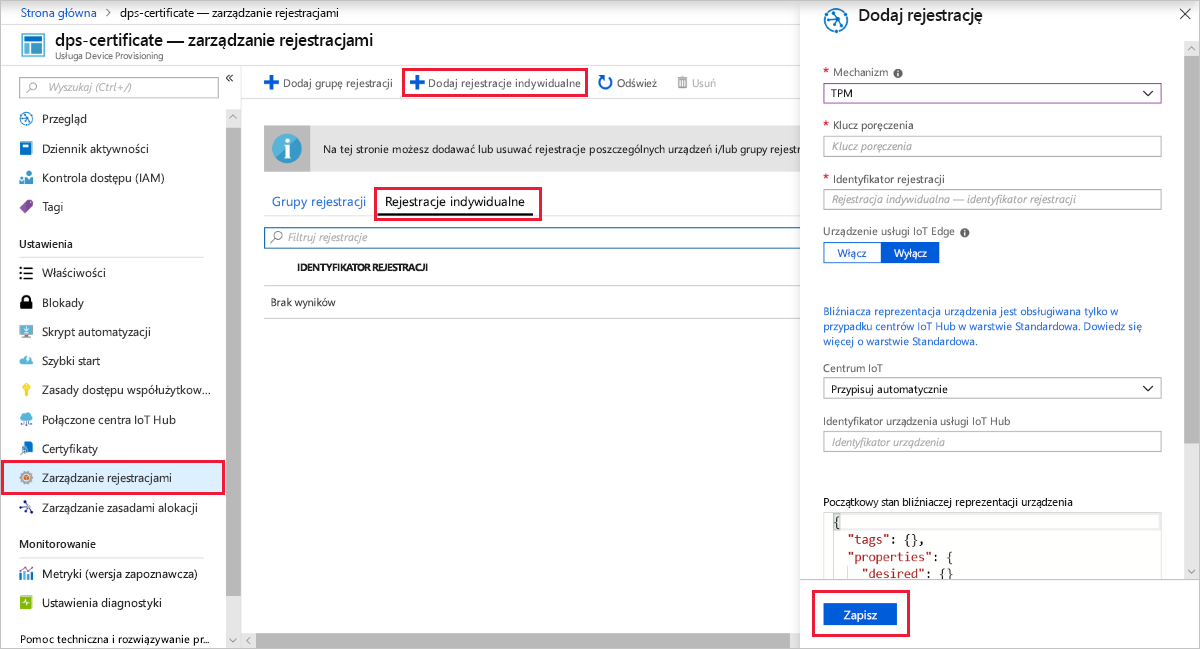 Strona główna > dps-certificate — zarządzanie rejestracjami
dps-certificate — zarządzanie rejestracjami
Usługa Device Provisioning
Wyszukaj (Ctrl+/)
«
Przegląd
Dziennik aktywności
Kontrola dostępu (IAM)
Tagi
Ustawienia
Właściwości
Blokady
Skrypt automatyzacji
Szybki start
Zasady dostępu współużytkow...
Połączone centra IoT Hub
Certyfikaty
Zarządzanie rejestracjami
Zarządzanie zasadami alokacji
Monitorowanie
Metryki (wersja zapoznawcza)
Ustawienia diagnostyki
Pomoc techniczna i rozwiązywanie pr...
Dodaj grupę rejestracji
Dodaj rejestracje indywidualne
Odśwież
Usuń
Na tej stronie możesz dodawać lub usuwać rejestracje poszczególnych urządzeń i/lub grupy rejestr
Grupy rejestracji
Rejestracje indywidualne
Filtruj rejestracje
IDENTYFIKATOR REJESTRACJI
Brak wyników
Dodaj rejestrację
* Mechanizm
TPM
* Klucz poręczenia
Klucz poręczenia
* Identyfikator rejestracji
Rejestracja indywidualna — identyfikator rejestracji
Urządzenie usługi IoT Edge
Włącz
Wyłącz
Bliźniacza reprezentacja urządzenia jest obsługiwana tylko w
przypadku centrów IoT Hub w warstwie Standardowa. Dowiedz się
więcej o warstwie Standardowa.
Centrum IoT
Przypisuj automatycznie
Identyfikator urządzenia usługi IoT Hub
Identyfikator urządzenia
Początkowy stan bliźniaczej reprezentacji urządzenia
{
"tags": {},
"properties": {
"desired": {}
Zapisz